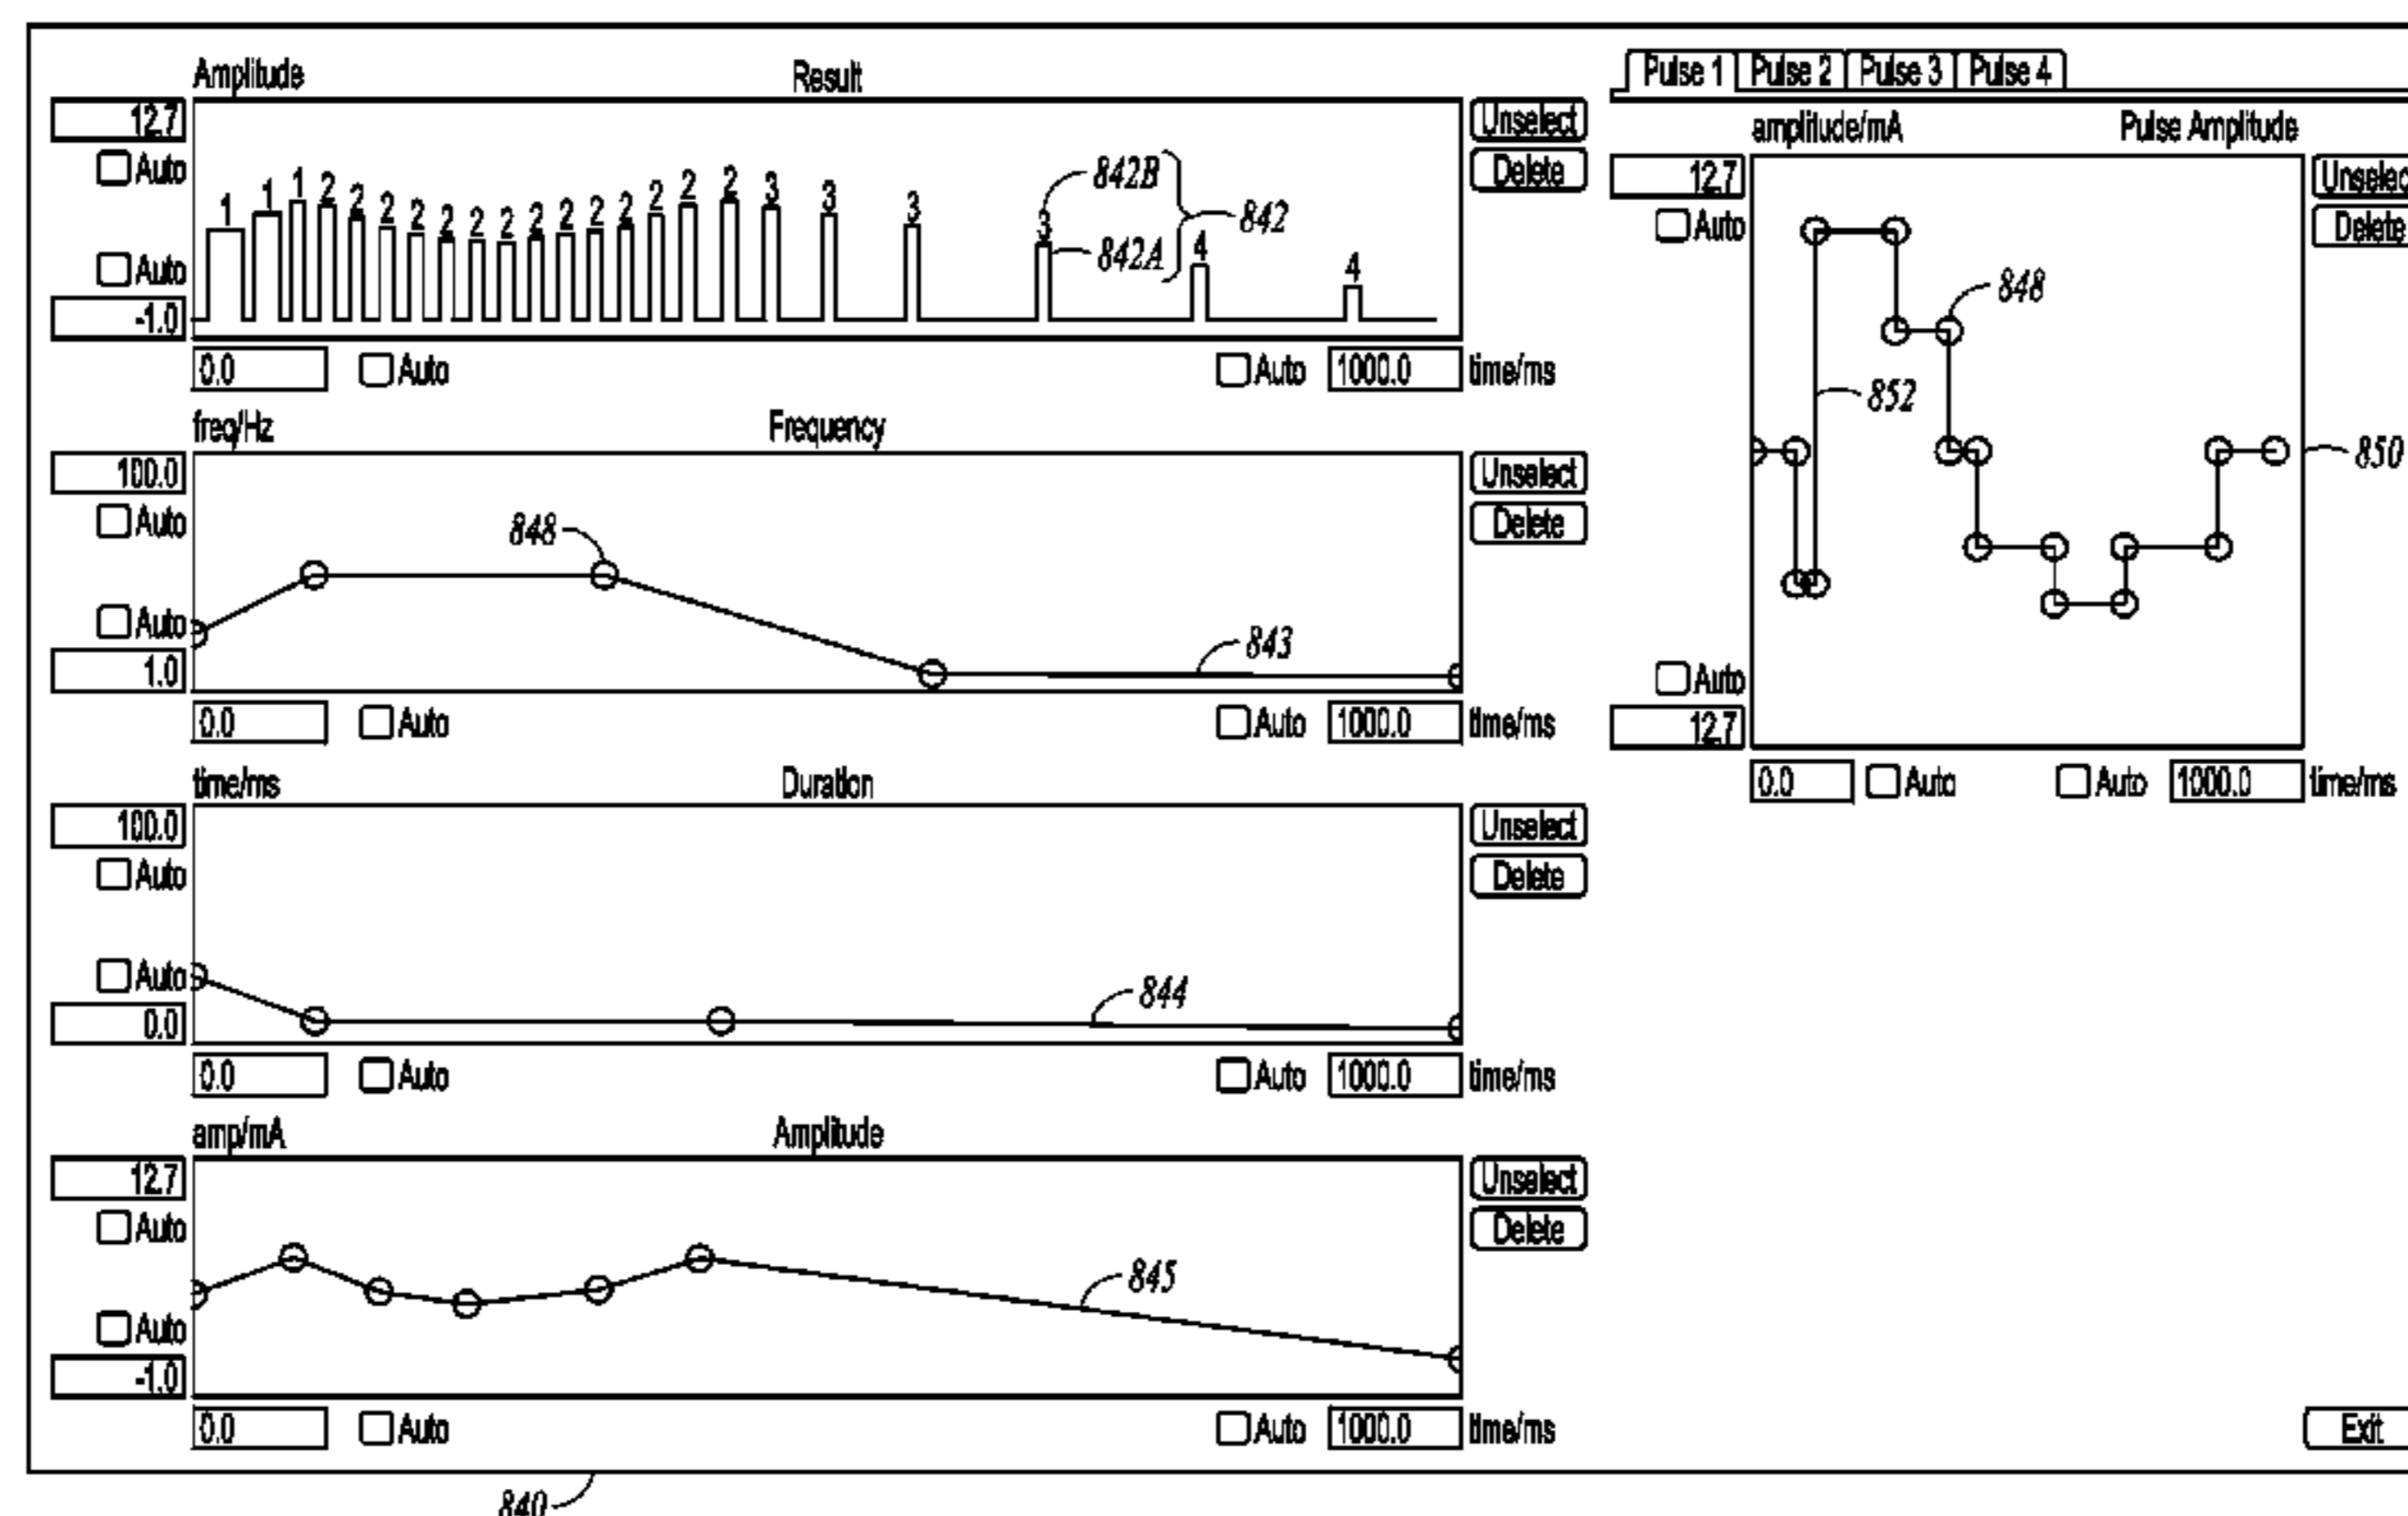 Amplitude Result
12.7
Auto
Auto
-1.0
1 1 1 2 2 2 2 2 2 2 2 2 2 2 2 2 2 3 3 3 3 4 4
842B
842A
842
Unselect
Delete
0.0 Auto Auto 1000.0 time/ms
freq/Hz Frequency
100.0
Auto
Auto
1.0
848
843
Unselect
Delete
0.0 Auto Auto 1000.0 time/ms
time/ms Duration
100.0
Auto
Auto
0.0
844
Unselect
Delete
0.0 Auto Auto 1000.0 time/ms
amp/mA Amplitude
12.7
Auto
Auto
-1.0
845
Unselect
Delete
0.0 Auto Auto 1000.0 time/ms
840
Pulse 1 Pulse 2 Pulse 3 Pulse 4
amplitude/mA Pulse Amplitude
12.7
Auto
Auto
12.7
848
852
850
Unselec
Delete
0.0 Auto Auto 1000.0 time/ms
Exit